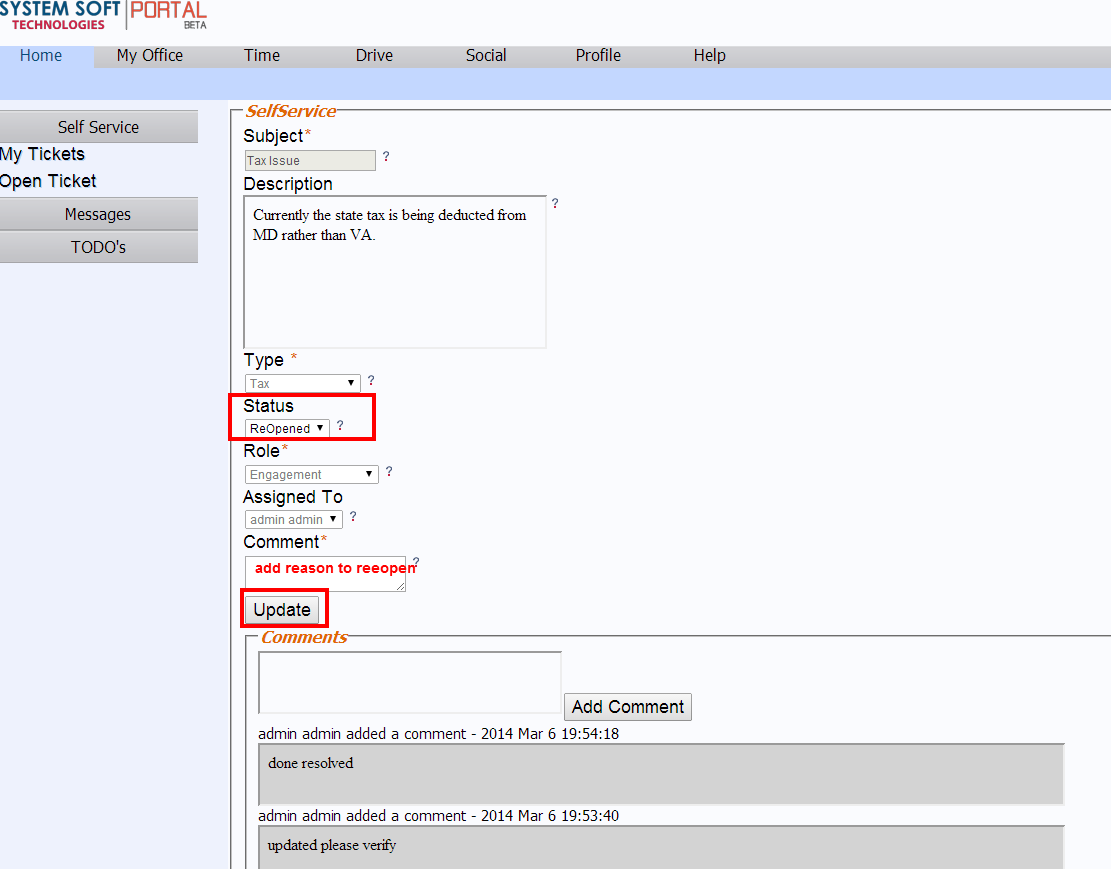 SYSTEM SOFT PORTAL
TECHNOLOGIES BETA
Home My Office Time Drive Social Profile Help
Self Service
My Tickets
Open Ticket
Messages
TODO's
SelfService
Subject*
Tax Issue ?
Description
Currently the state tax is being deducted from ?
MD rather than VA.
Type *
Tax ?
Status
ReOpened ?
Role*
Engagement ?
Assigned To
admin admin ?
Comment*
add reason to reeopen ?
Update
Comments
Add Comment
admin admin added a comment - 2014 Mar 6 19:54:18
done resolved
admin admin added a comment - 2014 Mar 6 19:53:40
updated please verify